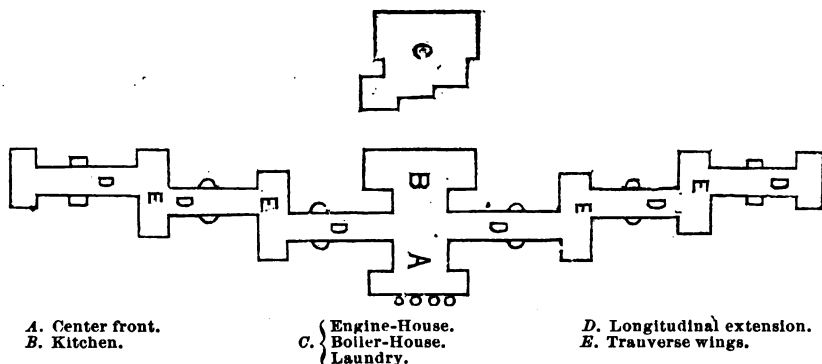 C
B
D E D E D D E D E D
A
A. Center front.
B. Kitchen.
C. { Engine-House.
Boiler-House.
Laundry.
D. Longitudinal extension.
E. Trauverse wings.